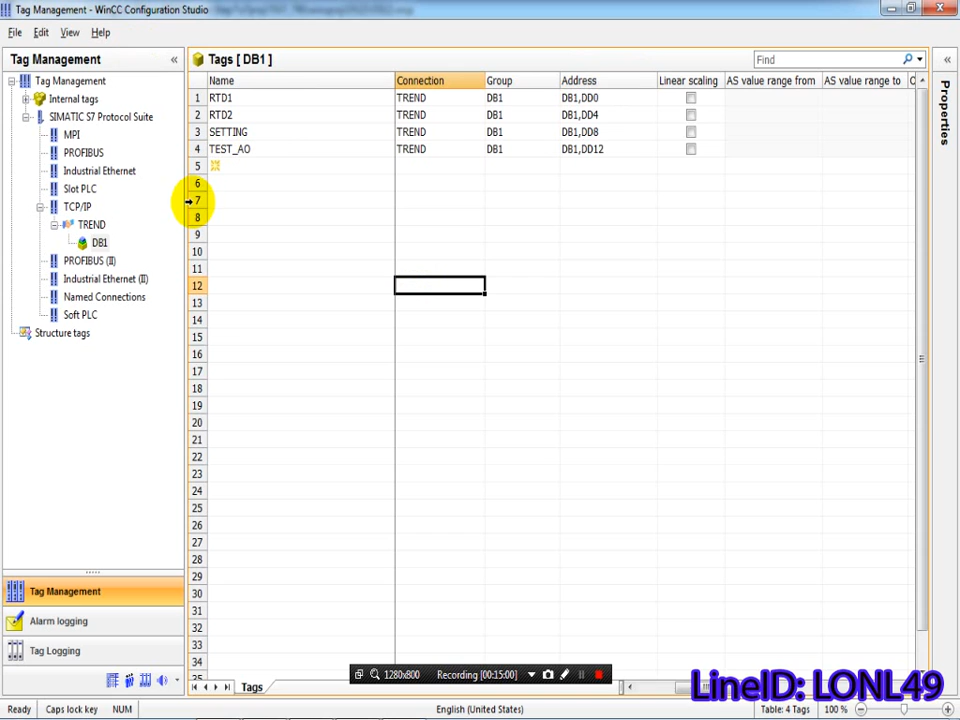 Tag Management - WinCC Configuration Studio
File Edit View Help
Tag Management «
Tag Management
Internal tags
SIMATIC S7 Protocol Suite
MPI
PROFIBUS
Industrial Ethernet
Slot PLC
TCP/IP
TREND
DB1
PROFIBUS (II)
Industrial Ethernet (II)
Named Connections
Soft PLC
Structure tags
Tag Management
Alarm logging
Tag Logging
Tags [ DB1 ]
Find
Name Connection Group Address Linear scaling AS value range from AS value range to
1 RTD1 TREND DB1 DB1,DD0
2 RTD2 TREND DB1 DB1,DD4
3 SETTING TREND DB1 DB1,DD8
4 TEST_AO TREND DB1 DB1,DD12
5
6
7
8
9
10
11
12
13
14
15
16
17
18
19
20
21
22
23
24
25
26
27
28
29
30
31
32
33
34
35
Tags
«
Properties
1280x800 Recording [00:15:00]
LineID: LONL49
Ready Caps lock key NUM English (United States) Table: 4 Tags 100 %